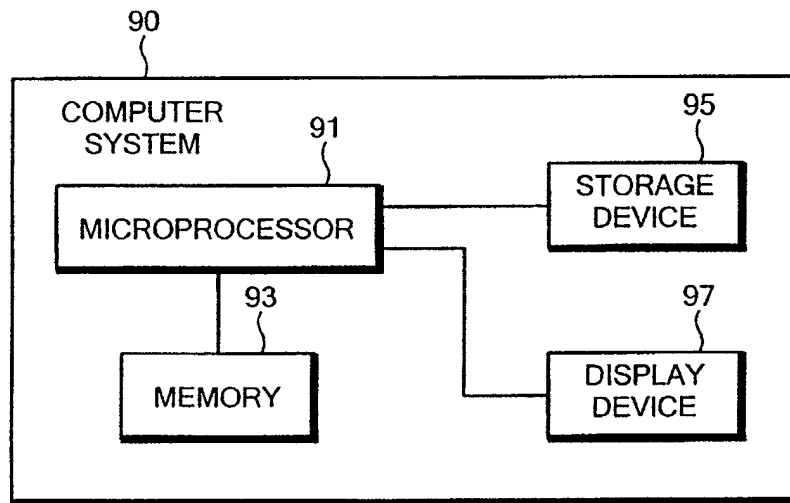 90
COMPUTER
SYSTEM
91
MICROPROCESSOR
95
STORAGE
DEVICE
93
MEMORY
97
DISPLAY
DEVICE